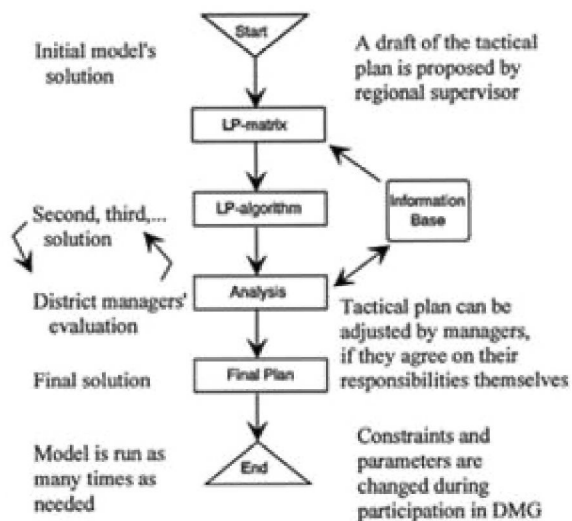 Start
Initial model's
solution
A draft of the tactical
plan is proposed by
regional supervisor
LP-matrix
LP-algorithm
Information
Base
Second, third,...
solution
District managers'
evaluation
Analysis
Tactical plan can be
adjusted by managers,
if they agree on their
responsibilities themselves
Final solution
Final Plan
Model is run as
many times as
needed
End
Constraints and
parameters are
changed during
participation in DMG